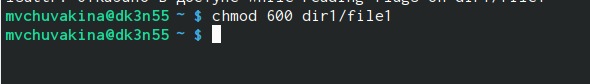 mvchuvakina@dk3n55 ~ $ chmod 600 dir1/file1
mvchuvakina@dk3n55 ~ $